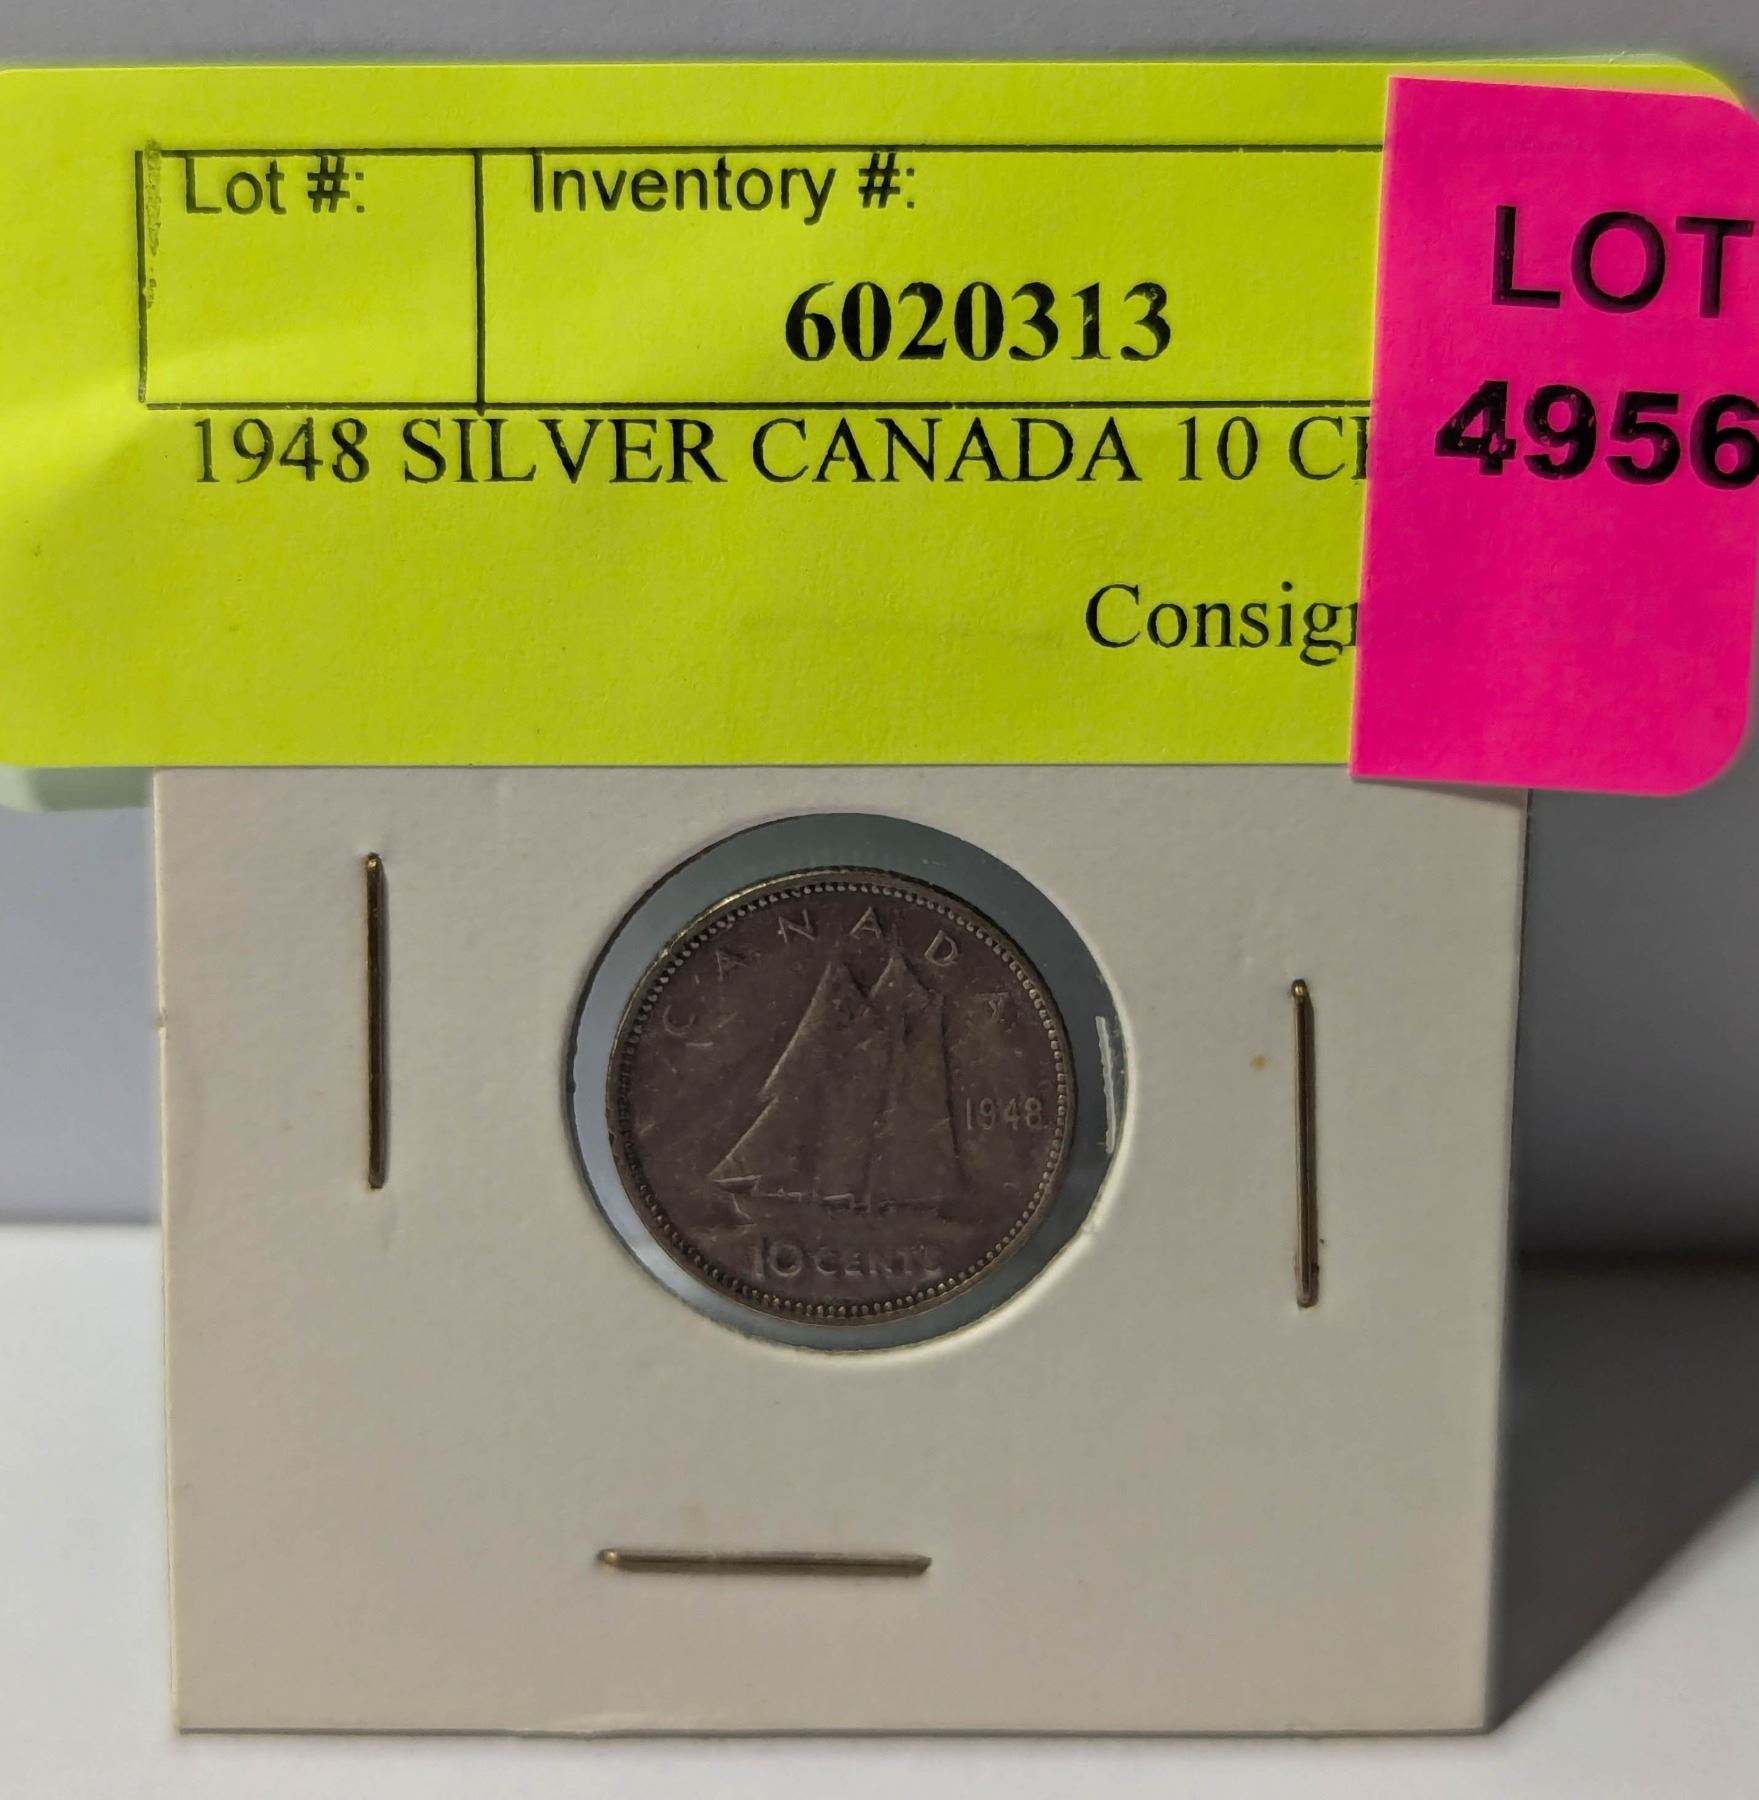 Lot #: Inventory #:
6020313
1948 SILVER CANADA 10
LOT
4956
CANADA
1948
10 CENTS